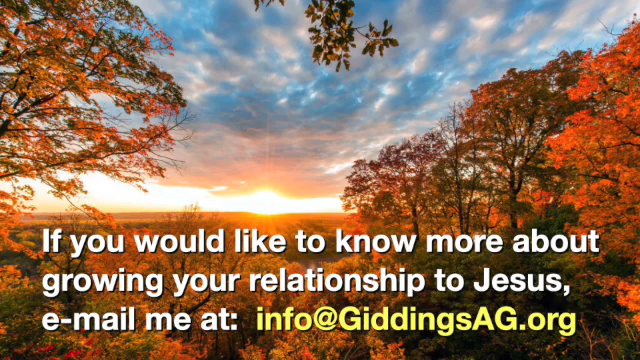 If you would like to know more about
growing your relationship to Jesus,
e-mail me at:  info@GiddingsAG.org